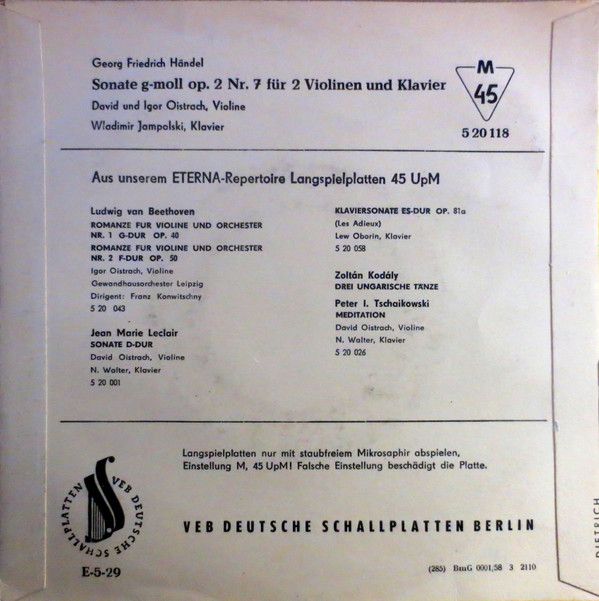 Georg Friedrich Händel
Sonate g-moll op. 2 Nr. 7 für 2 Violinen und Klavier
David und Igor Oistrach, Violine
Wladimir Jampolski, Klavier
M
45
5 20 118
Aus unserem ETERNA-Repertoire Langspielplatten 45 UpM
Ludwig van Beethoven
ROMANZE FUR VIOLINE UND ORCHESTER
NR. 1 G-DUR OP. 40
ROMANZE FUR VIOLINE UND ORCHESTER
NR. 2 F-DUR OP. 50
Igor Oistrach, Violine
Gewandhausorchester Leipzig
Dirigent: Franz Konwitschny
5 20 043
Jean Marie Leclair
SONATE D-DUR
David Oistrach, Violine
N. Walter, Klavier
5 20 001
KLAVIERSONATE ES-DUR OP. 81a
(Les Adieux)
Lew Oborin, Klavier
5 20 058
Zoltán Kodály
DREI UNGARISCHE TÄNZE
Peter I. Tschaikowski
MEDITATION
David Oistrach, Violine
N. Walter, Klavier
5 20 026
Langspielplatten nur mit staubfreiem Mikrosaphir abspielen,
Einstellung M, 45 UpM! Falsche Einstellung beschädigt die Platte.
VEB DEUTSCHE SCHALLPLATTEN
VEB DEUTSCHE SCHALLPLATTEN BERLIN
E-5-29
(285) BmG 0001,58 3 2110
DIETRICH